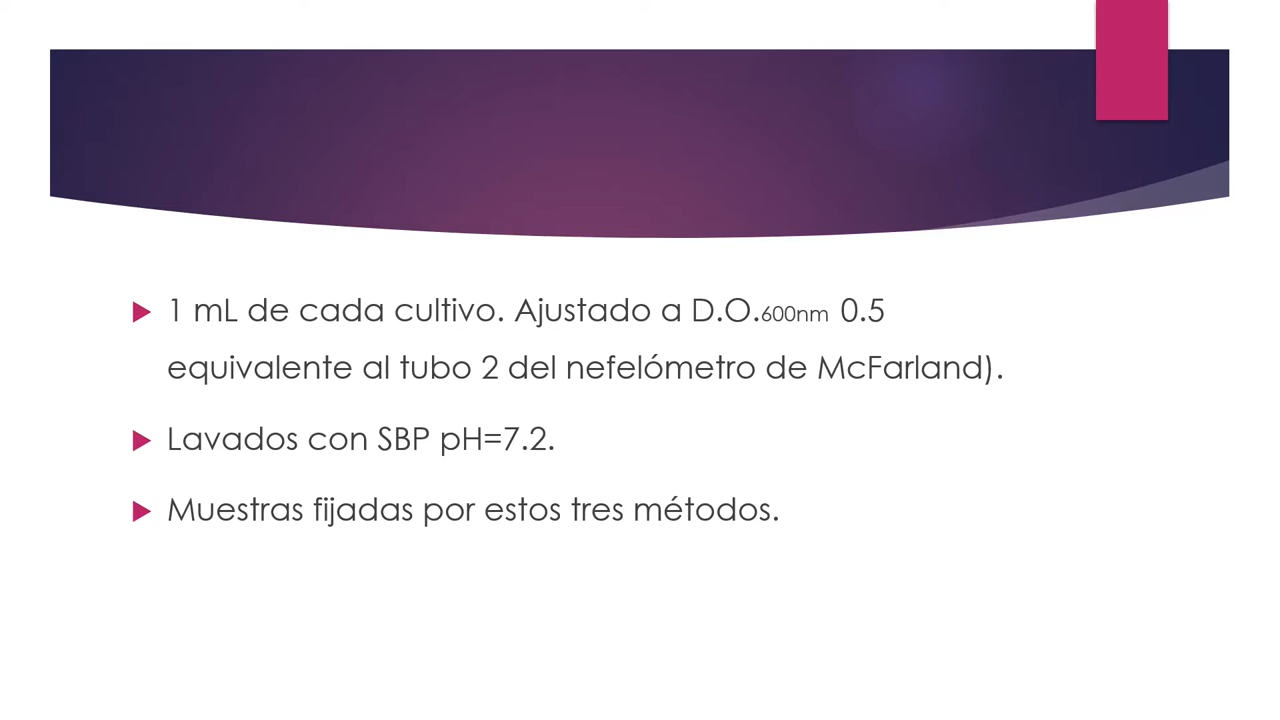 1 mL de cada cultivo. Ajustado a D.O.600nm 0.5
equivalente al tubo 2 del nefelómetro de McFarland).
Lavados con SBP pH=7.2.
Muestras fijadas por estos tres métodos.